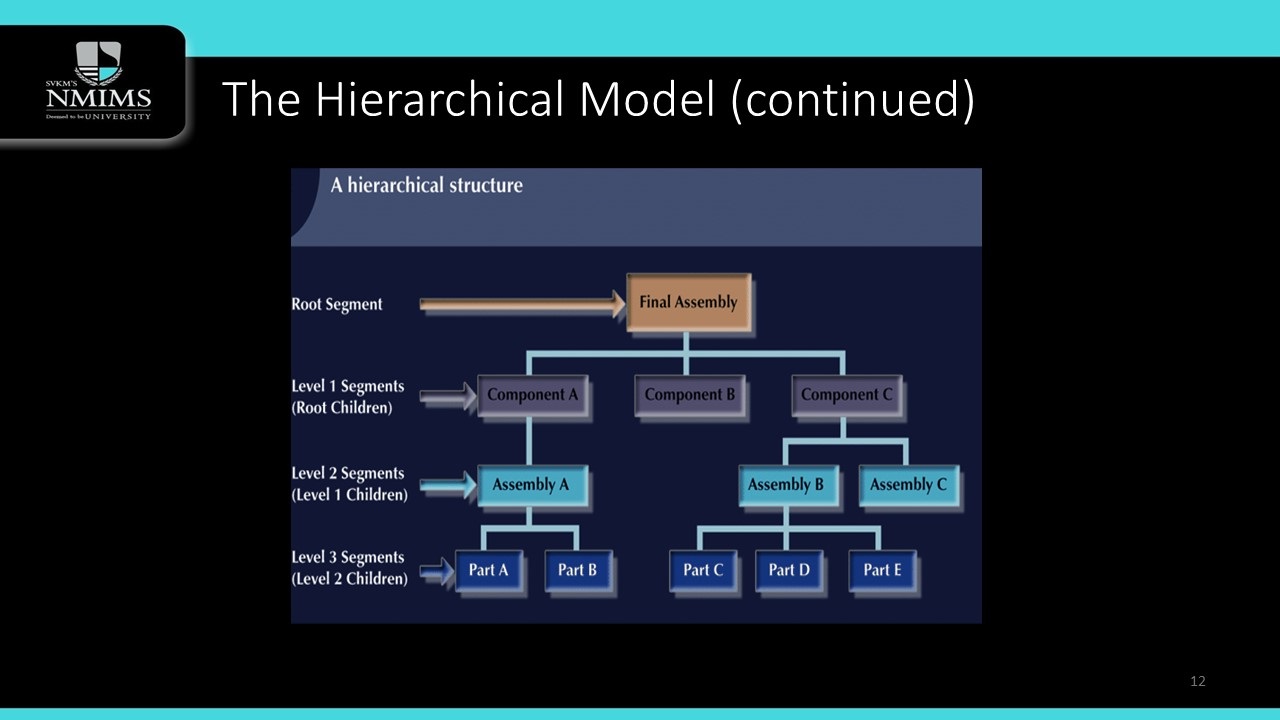 SVKM'S
NMIMS
Deemed to be UNIVERSITY
The Hierarchical Model (continued)
A hierarchical structure
Root Segment
Final Assembly
Level 1 Segments
(Root Children)
Component A
Component B
Component C
Level 2 Segments
(Level 1 Children)
Assembly A
Assembly B
Assembly C
Level 3 Segments
(Level 2 Children)
Part A
Part B
Part C
Part D
Part E
12